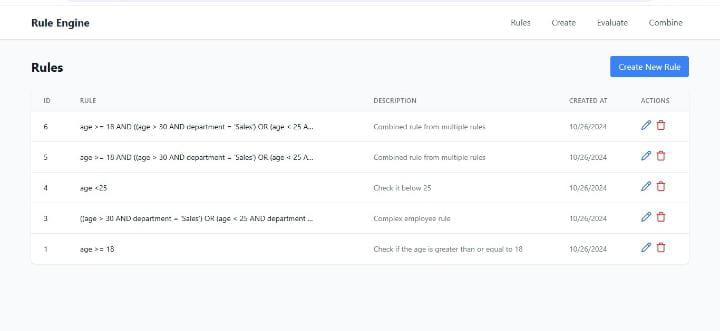 Rule Engine Rules Create Evaluate Combine
Rules Create New Rule
ID RULE DESCRIPTION CREATED AT ACTIONS
6 age >= 18 AND ((age > 30 AND department = 'Sales') OR (age < 25 A... Combined rule from multiple rules 10/26/2024
5 age >= 18 AND ((age > 30 AND department = 'Sales') OR (age < 25 A... Combined rule from multiple rules 10/26/2024
4 age <25 Check it below 25 10/26/2024
3 ((age > 30 AND department = 'Sales') OR (age < 25 AND department ... Complex employee rule 10/26/2024
1 age >= 18 Check if the age is greater than or equal to 18 10/26/2024